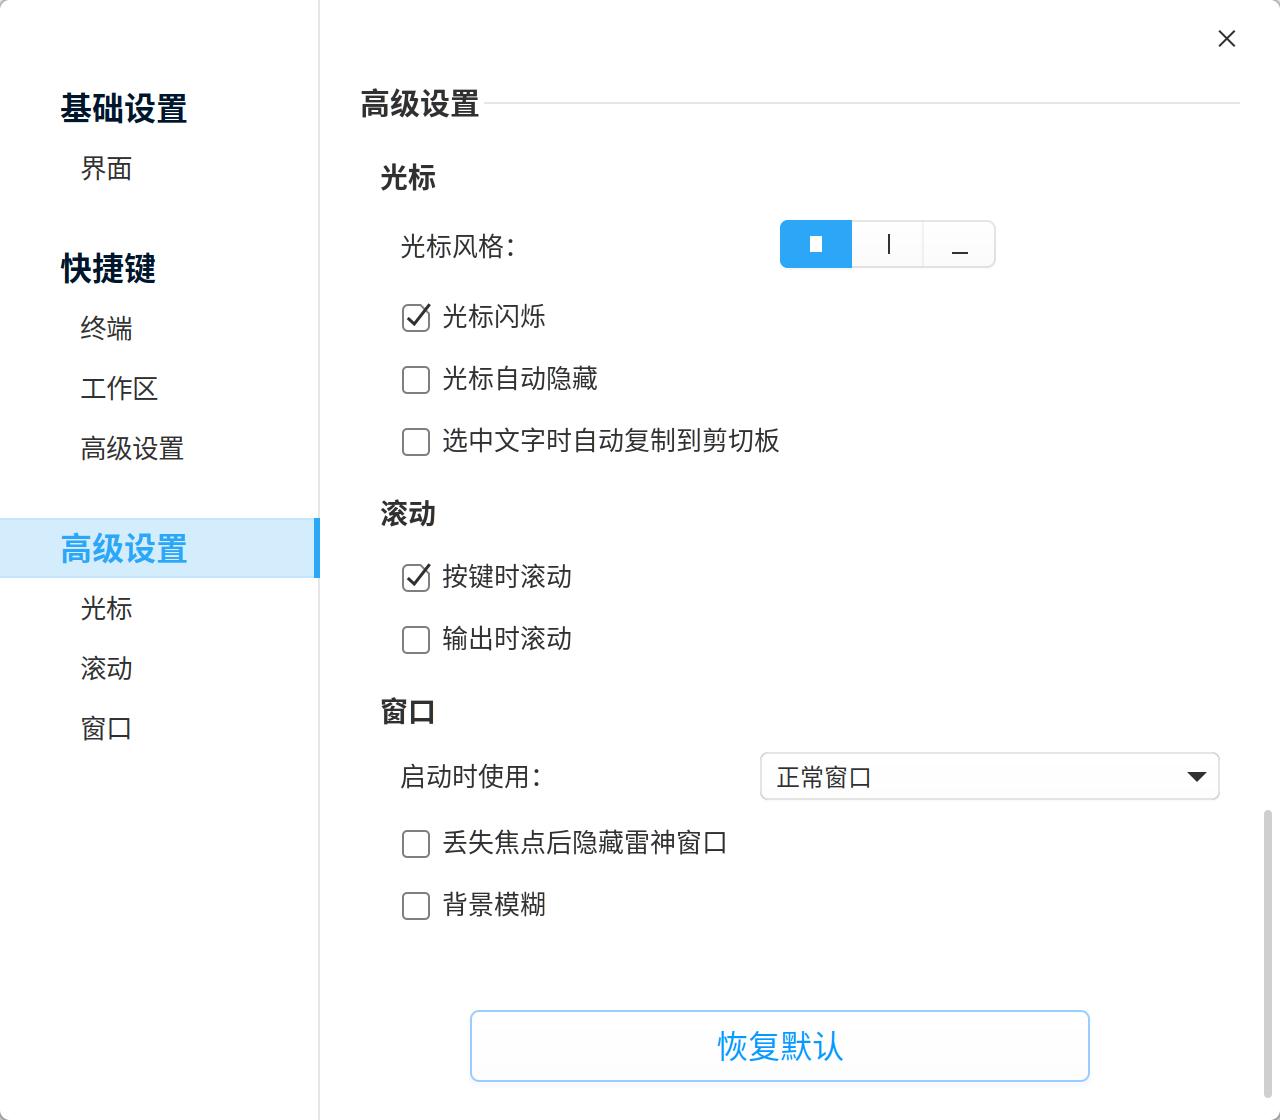 基础设置
界面
快捷键
终端
工作区
高级设置
高级设置
光标
滚动
窗口
高级设置
光标
光标风格：
光标闪烁
光标自动隐藏
选中文字时自动复制到剪切板
滚动
按键时滚动
输出时滚动
窗口
启动时使用：
正常窗口
丢失焦点后隐藏雷神窗口
背景模糊
恢复默认